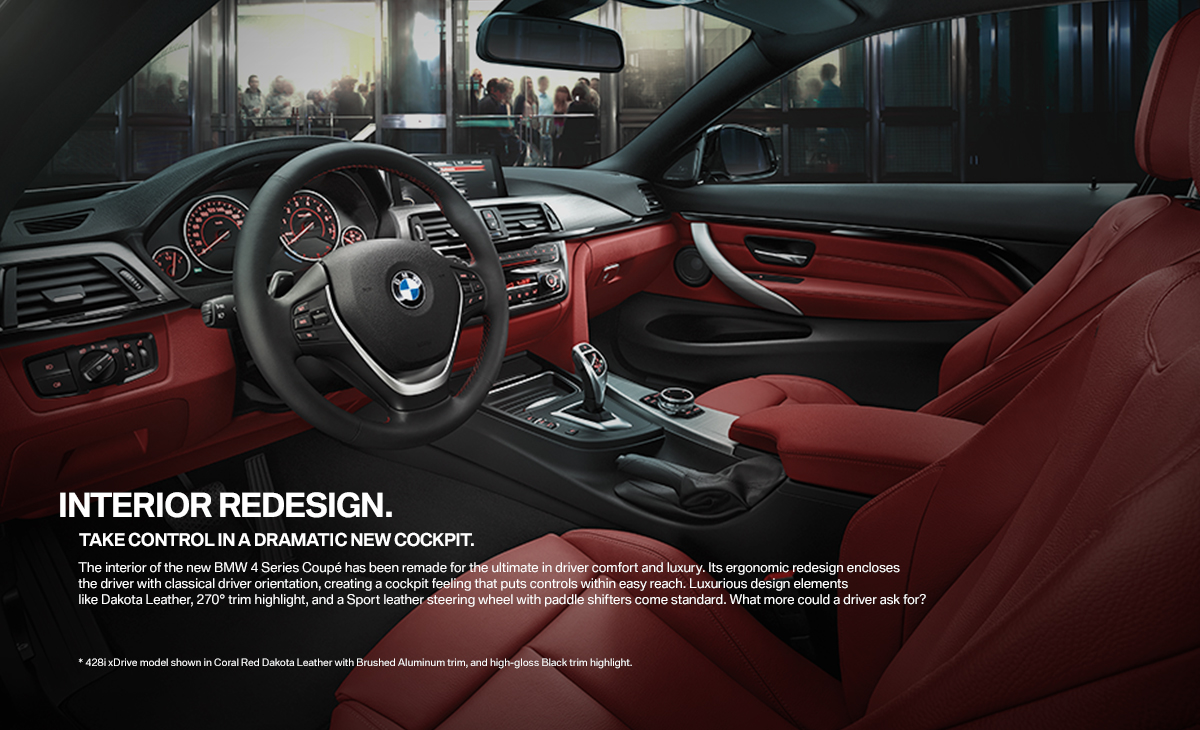 INTERIOR REDESIGN.
TAKE CONTROL IN A DRAMATIC NEW COCKPIT.
The interior of the new BMW 4 Series Coupé has been remade for the ultimate in driver comfort and luxury. Its ergonomic redesign encloses
the driver with classical driver orientation, creating a cockpit feeling that puts controls within easy reach. Luxurious design elements
like Dakota Leather, 270° trim highlight, and a Sport leather steering wheel with paddle shifters come standard. What more could a driver ask for?
* 428i xDrive model shown in Coral Red Dakota Leather with Brushed Aluminum trim, and high-gloss Black trim highlight.